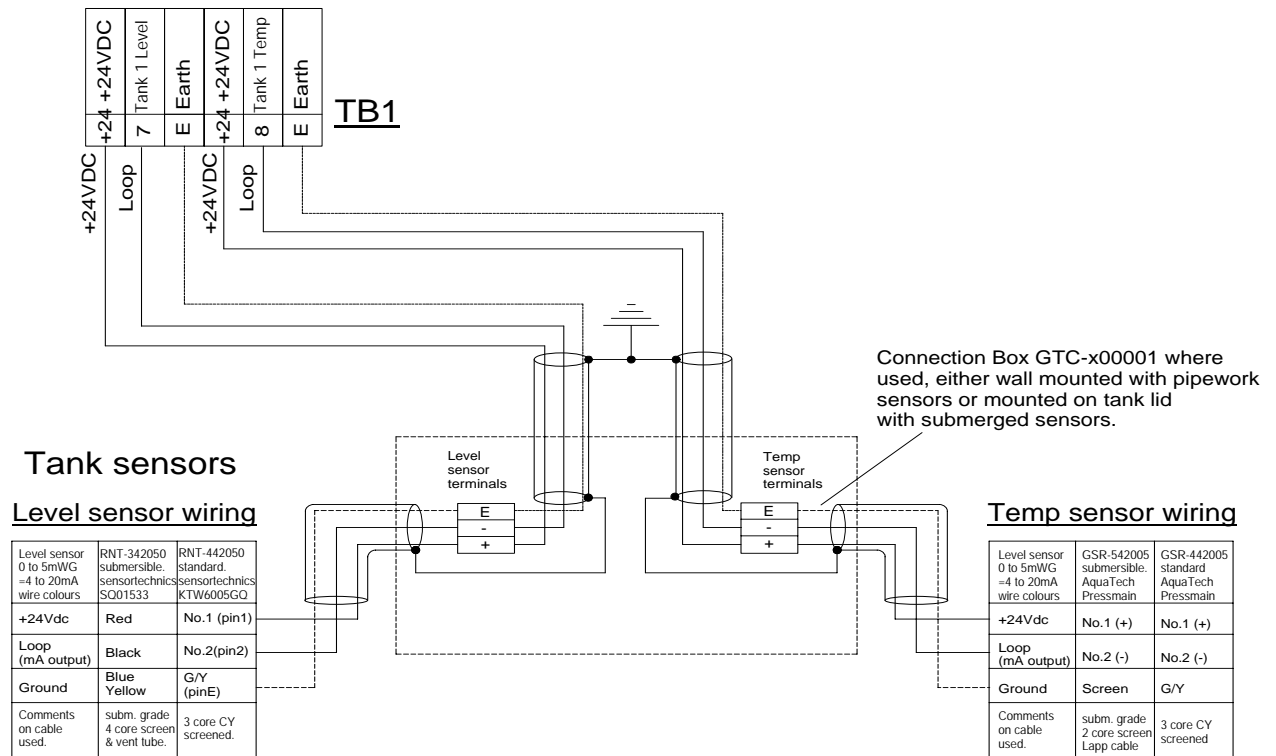 +24 +24VDC
7 Tank 1 Level
E Earth
+24 +24VDC
8 Tank 1 Temp
E Earth
TB1
+24VDC
Loop
+24VDC
Loop
Connection Box GTC-x00001 where
used, either wall mounted with pipework
sensors or mounted on tank lid
with submerged sensors.
Tank sensors
Level sensor wiring
Level
sensor
terminals
E
-
+
Temp
sensor
terminals
E
-
+
Temp sensor wiring
Level sensor
0 to 5mWG
=4 to 20mA
wire colours
RNT-342050
submersible.
sensortechnics
SQ01533
RNT-442050
standard.
sensortechnics
KTW6005GQ
+24Vdc
Red
No.1 (pin1)
Loop
(mA output)
Black
No.2(pin2)
Ground
Blue
Yellow
G/Y
(pinE)
Comments
on cable
used.
subm. grade
4 core screen
& vent tube.
3 core CY
screened.
Level sensor
0 to 5mWG
=4 to 20mA
wire colours
GSR-542005
submersible.
AquaTech
Pressmain
GSR-442005
standard
AquaTech
Pressmain
+24Vdc
No.1 (+)
No.1 (+)
Loop
(mA output)
No.2 (-)
No.2 (-)
Ground
Screen
G/Y
Comments
on cable
used.
subm. grade
2 core screen
Lapp cable
3 core CY
screened